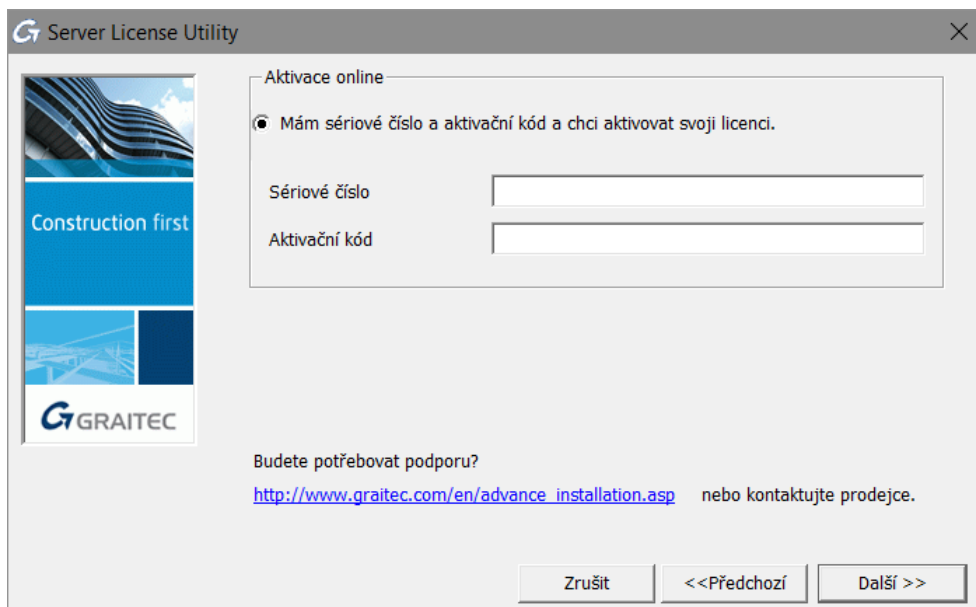 Server License Utility
Aktivace online
Mám sériové číslo a aktivační kód a chci aktivovat svoji licenci.
Sériové číslo
Aktivační kód
Construction first
GRAITEC
Budete potřebovat podporu?
http://www.graitec.com/en/advance_installation.asp nebo kontaktujte prodejce.
Zrušit <<Předchozí Další >>